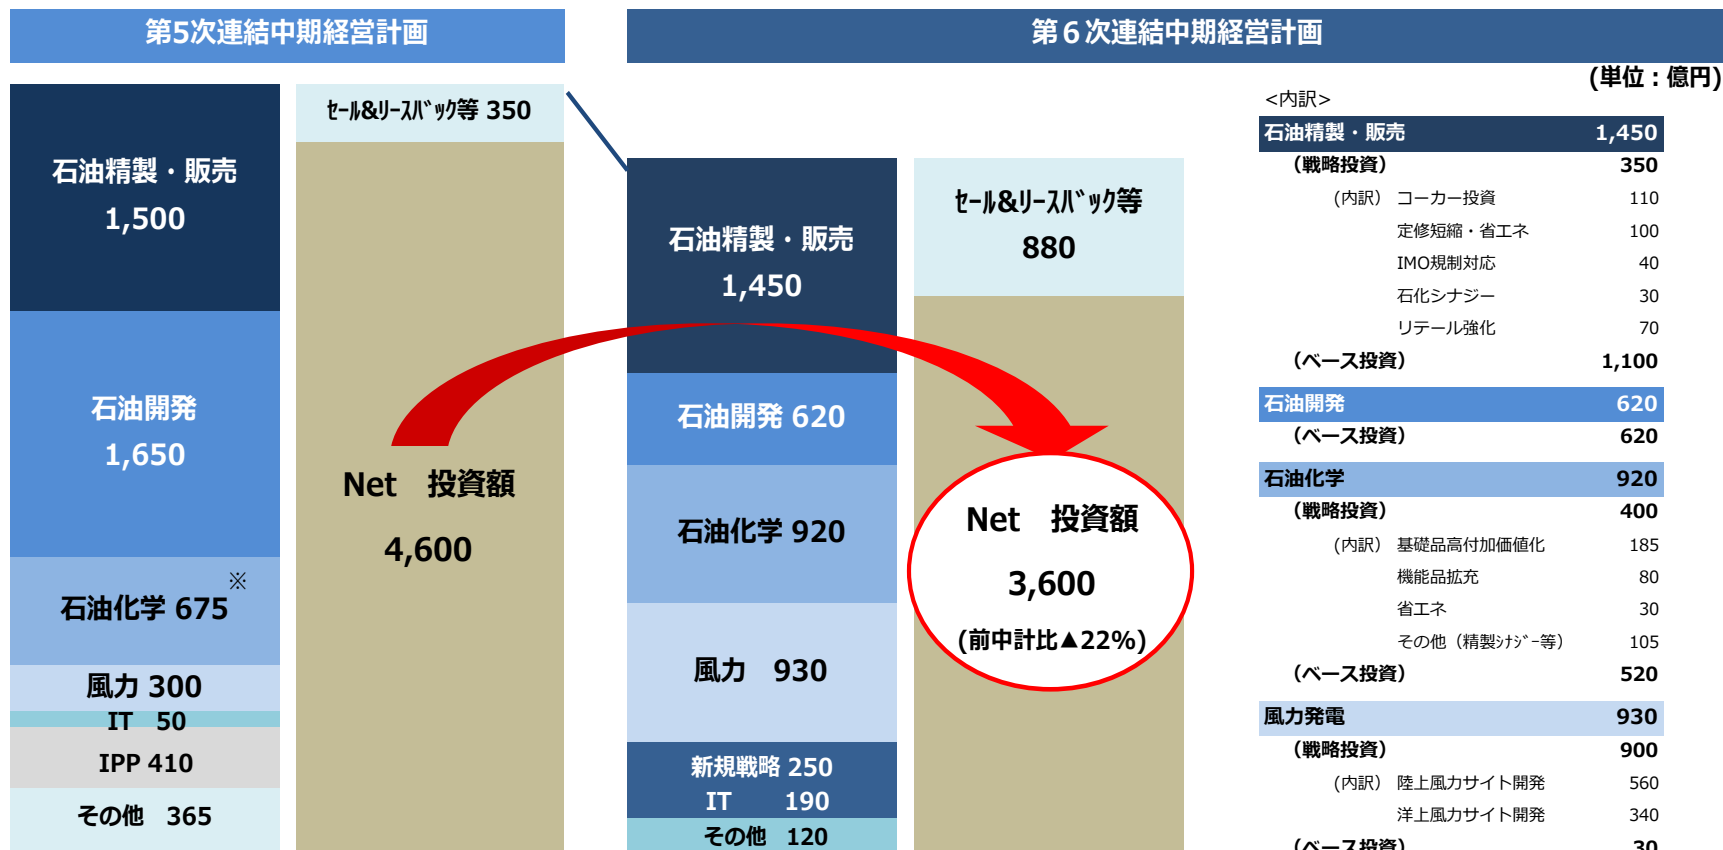 第5次連結中期経営計画
第６次連結中期経営計画
(単位：億円)
石油精製・販売
1,500
石油開発
1,650
※
石油化学 675
風力 300
IT 50
IPP 410
その他 365
ｾｰﾙ&ﾘｰｽﾊﾞｯｸ等 350
Net 投資額
4,600
石油精製・販売
1,450
石油開発 620
石油化学 920
風力 930
新規戦略 250
IT 190
その他 120
ｾｰﾙ&ﾘｰｽﾊﾞｯｸ等
880
Net 投資額
3,600
(前中計比▲22%)
<内訳>
石油精製・販売 1,450
（戦略投資） 350
(内訳) コーカー投資 110
定修短縮・省エネ 100
IMO規制対応 40
石化シナジー 30
リテール強化 70
（ベース投資） 1,100
石油開発 620
（ベース投資） 620
石油化学 920
（戦略投資） 400
(内訳) 基礎品高付加価値化 185
機能品拡充 80
省エネ 30
その他（精製ｼﾅｼﾞｰ等） 105
（ベース投資） 520
風力発電 930
（戦略投資） 900
(内訳) 陸上風力サイト開発 560
洋上風力サイト開発 340
（ベース投資） 30